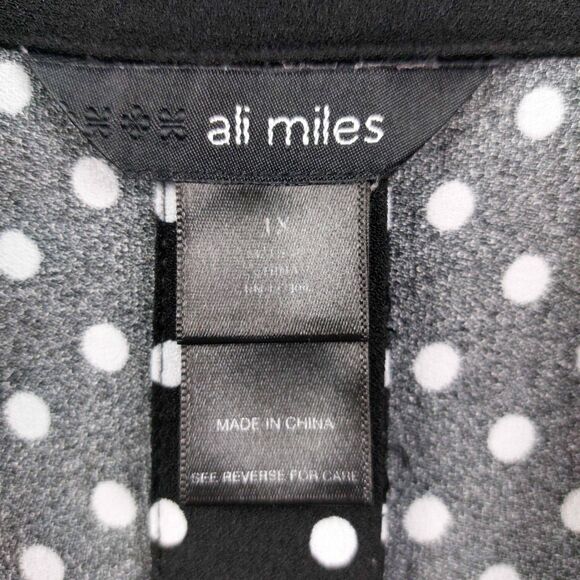 ali miles
1X
MADE IN CHINA
SEE REVERSE FOR CARE